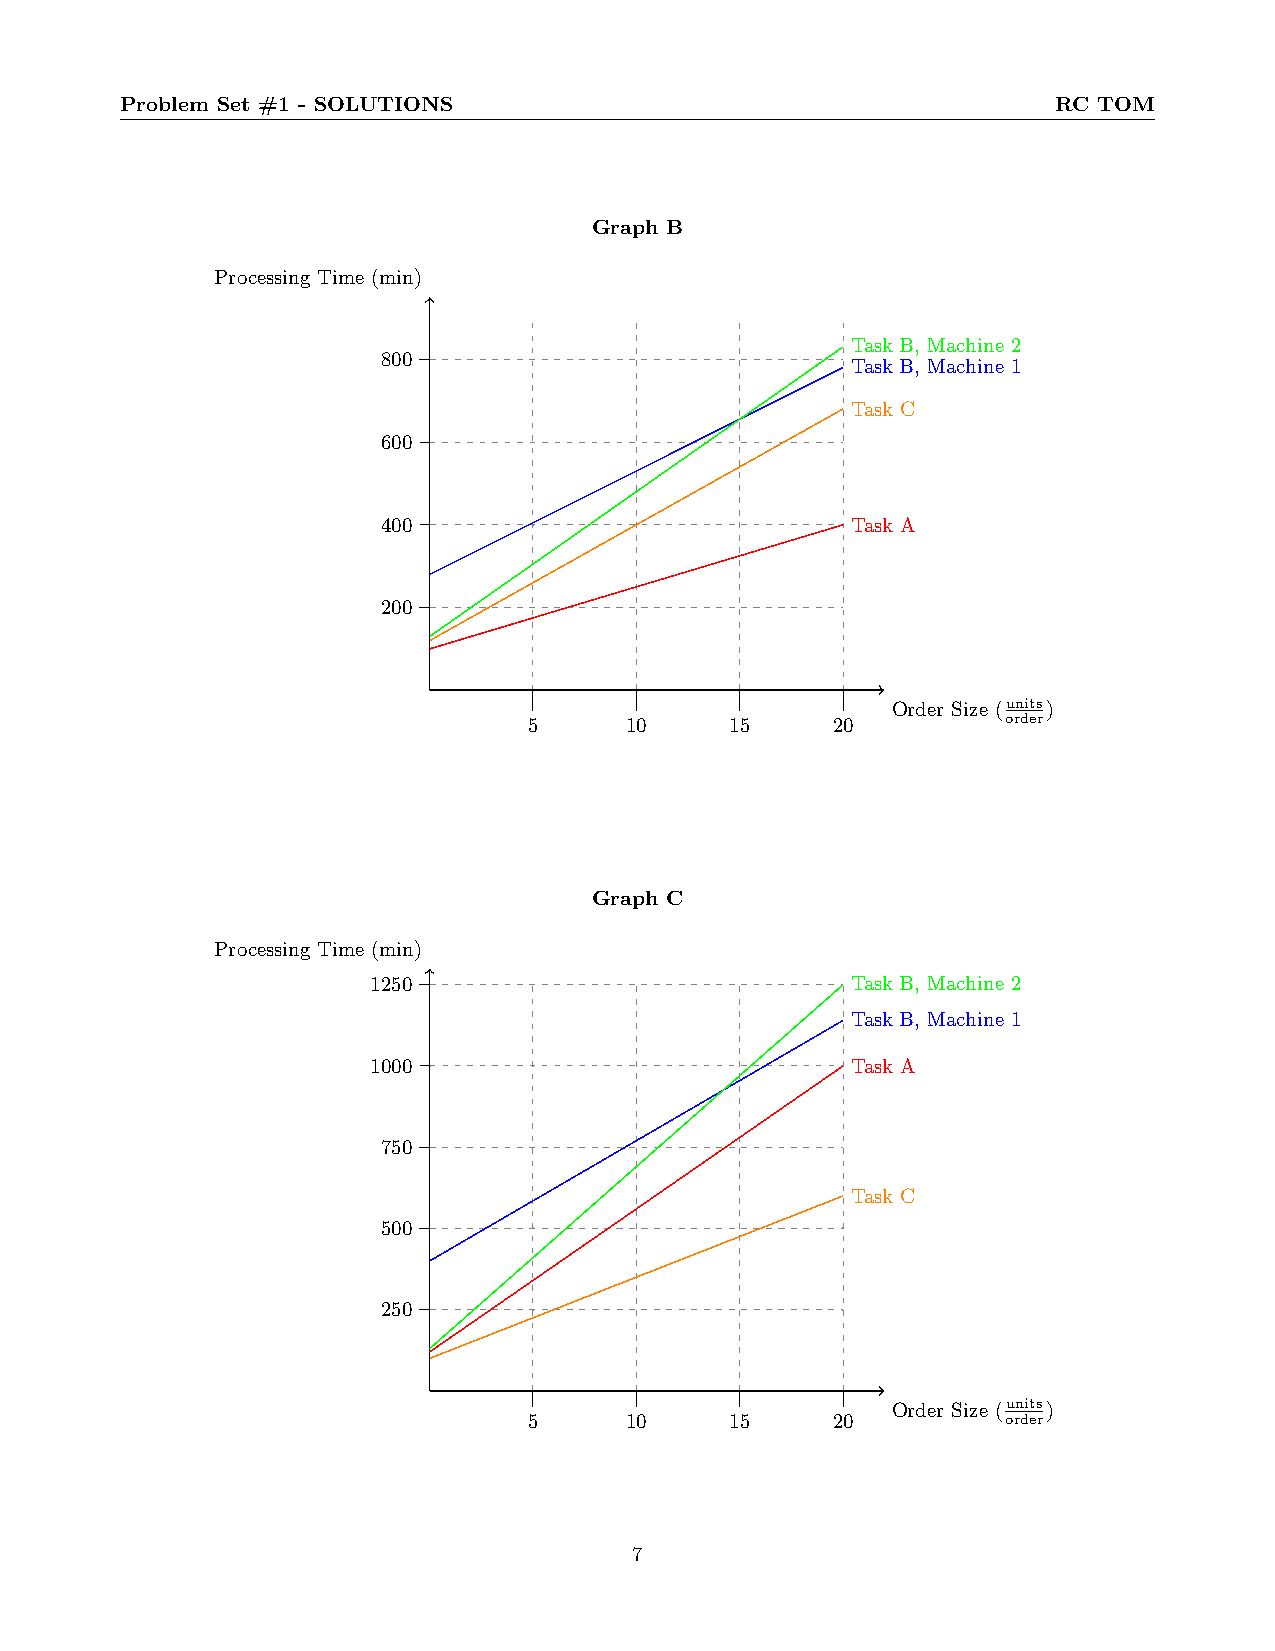 Problem Set #1 - SOLUTIONS RC TOM
Graph B
Processing Time (min)
Task B, Machine 2
800
Task B, Machine 1
Task C
600
400
Task A
200
Order Size (units/order)
5 10 15 20
Graph C
Processing Time (min)
1250
Task B, Machine 2
Task B, Machine 1
1000
Task A
750
Task C
500
250
Order Size (units/order)
5 10 15 20
7